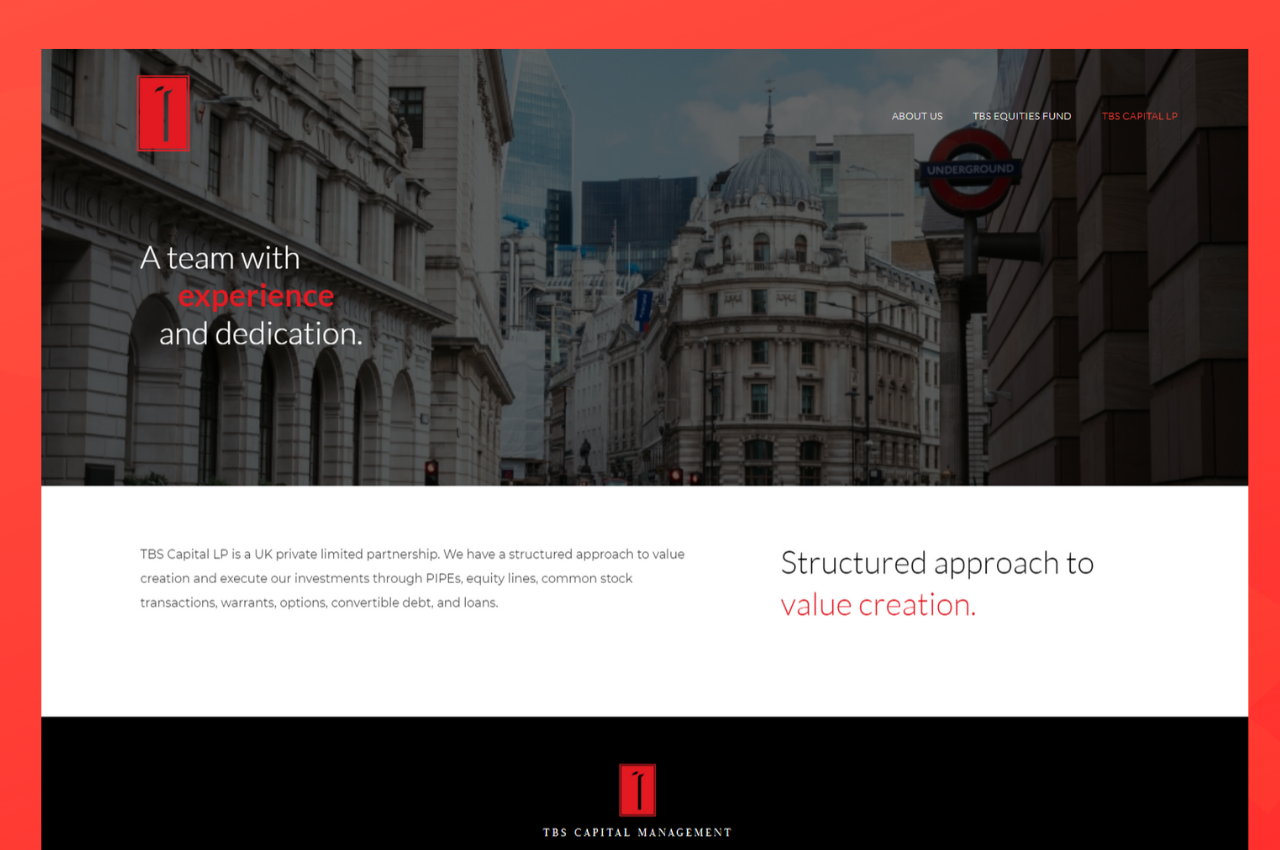 ABOUT US
TBS EQUITIES FUND
TBS CAPITAL LP
UNDERGROUND
A team with
experience
and dedication.
TBS Capital LP is a UK private limited partnership. We have a structured approach to value
creation and execute our investments through PIPEs, equity lines, common stock
transactions, warrants, options, convertible debt, and loans.
Structured approach to
value creation.
TBS CAPITAL MANAGEMENT